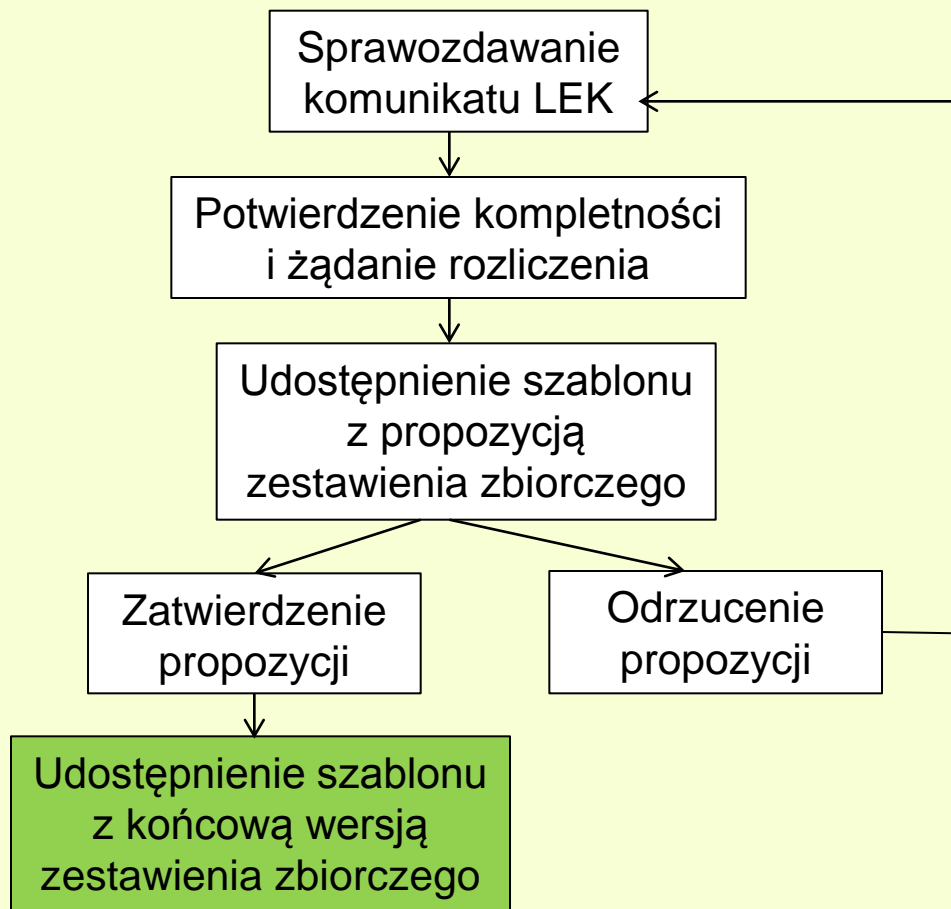 Sprawozdawanie
komunikatu LEK
Potwierdzenie kompletności
i żądanie rozliczenia
Udostępnienie szablonu
z propozycją
zestawienia zbiorczego
Zatwierdzenie
propozycji
Odrzucenie
propozycji
Udostępnienie szablonu
z końcową wersją
zestawienia zbiorczego